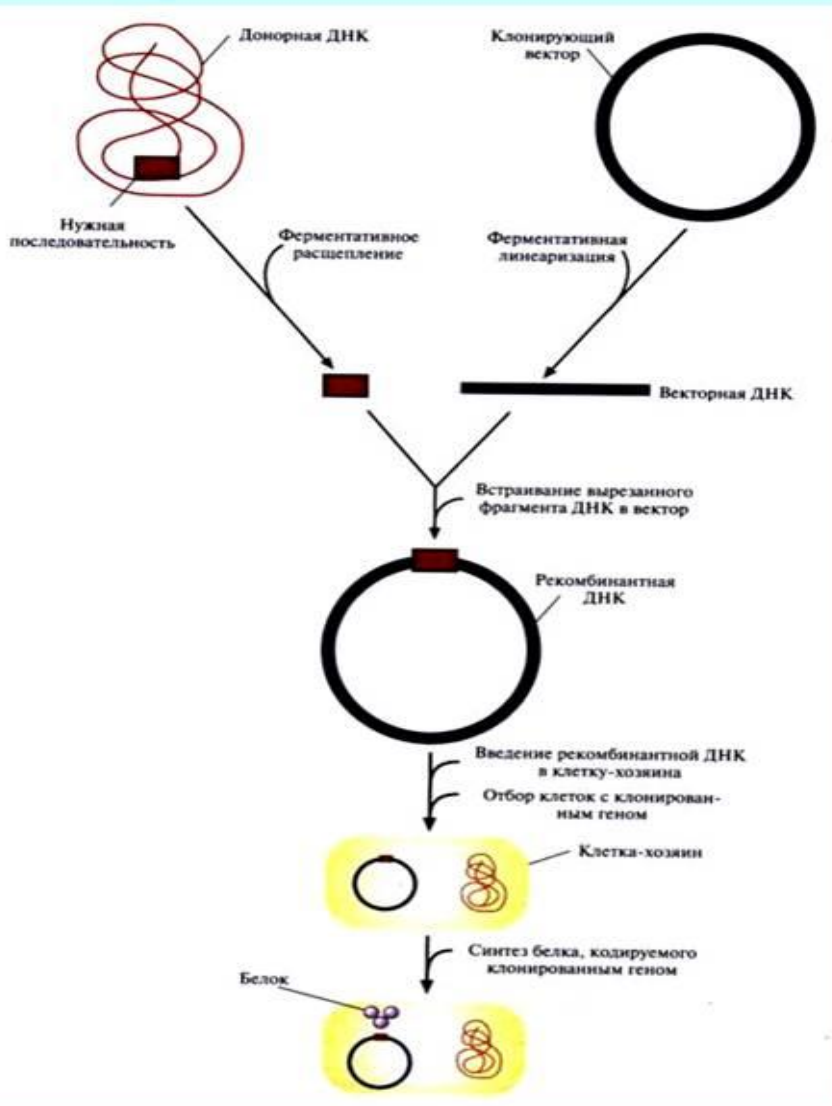 Донорная ДНК
Клонирующий
вектор
Нужная
последовательность
Ферментативное
расщепление
Ферментативная
линеаризация
Векторная ДНК
Встраивание вырезанного
фрагмента ДНК в вектор
Рекомбинантная
ДНК
Введение рекомбинантной ДНК
в клетку-хозяина
Отбор клеток с клонирован-
ным геном
Клетка-хозяин
Синтез белка, кодируемого
клонированным геном
Белок